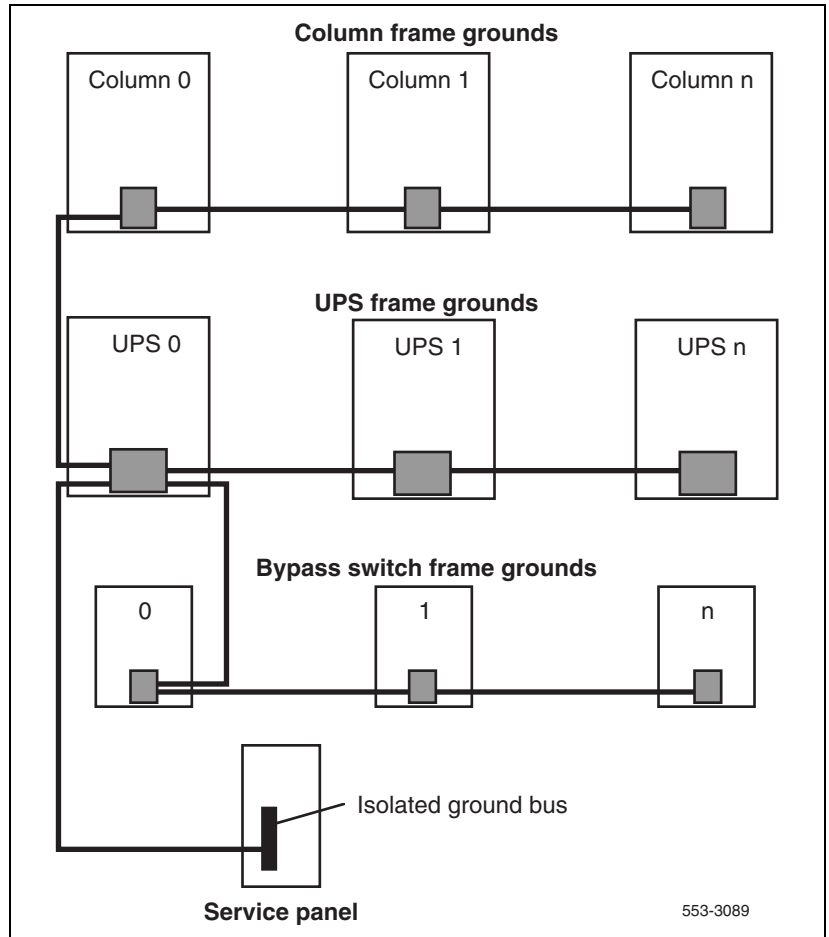 Column frame grounds
Column 0
Column 1
Column n
UPS frame grounds
UPS 0
UPS 1
UPS n
Bypass switch frame grounds
0
1
n
Isolated ground bus
Service panel
553-3089